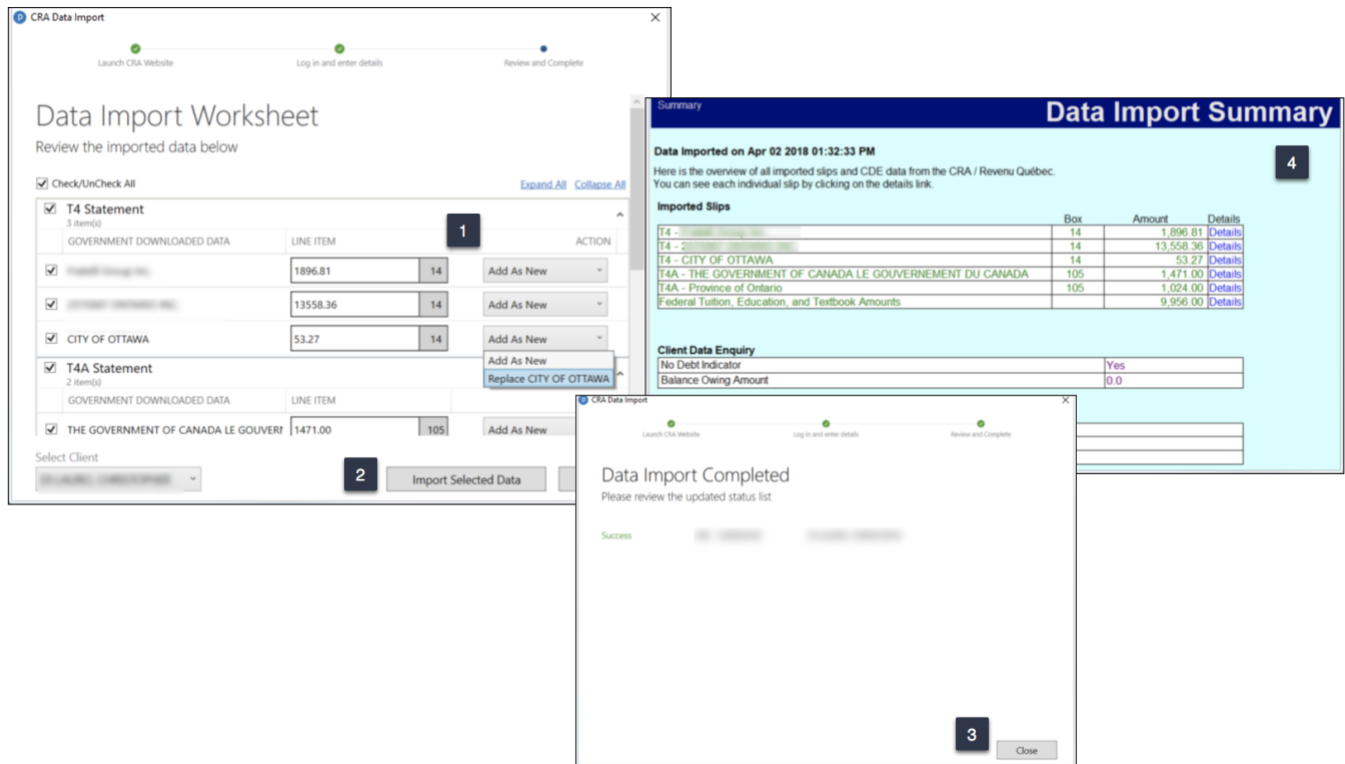 CRA Data Import
Launch CRA Website
Log in and enter details
Review and Complete
Data Import Worksheet
Review the imported data below
Check/UnCheck All
Expand All Collapse All
T4 Statement
3 item(s)
1
GOVERNMENT DOWNLOADED DATA LINE ITEM ACTION
1896.81 14 Add As New
13558.36 14 Add As New
CITY OF OTTAWA 53.27 14 Add As New
Add As New
Replace CITY OF OTTAWA
T4A Statement
2 item(s)
GOVERNMENT DOWNLOADED DATA LINE ITEM
THE GOVERNMENT OF CANADA LE GOUVERI 1471.00 105 Add As New
Select Client
2
Import Selected Data
Summary
Data Import Summary
Data Imported on Apr 02 2018 01:32:33 PM
4
Here is the overview of all imported slips and CDE data from the CRA / Revenu Québec.
You can see each individual slip by clicking on the details link.
Imported Slips
Box Amount Details
T4 - 14 1,896.81 Details
T4 - 14 13,558.36 Details
T4 - CITY OF OTTAWA 14 53.27 Details
T4A - THE GOVERNMENT OF CANADA LE GOUVERNEMENT DU CANADA 105 1,471.00 Details
T4A - Province of Ontario 105 1,024.00 Details
Federal Tuition, Education, and Textbook Amounts 9,956.00 Details
Client Data Enquiry
No Debt Indicator Yes
Balance Owing Amount 0.0
CRA Data Import
Launch CRA Website
Log in and enter details
Review and Complete
Data Import Completed
Please review the updated status list
Success
3
Close